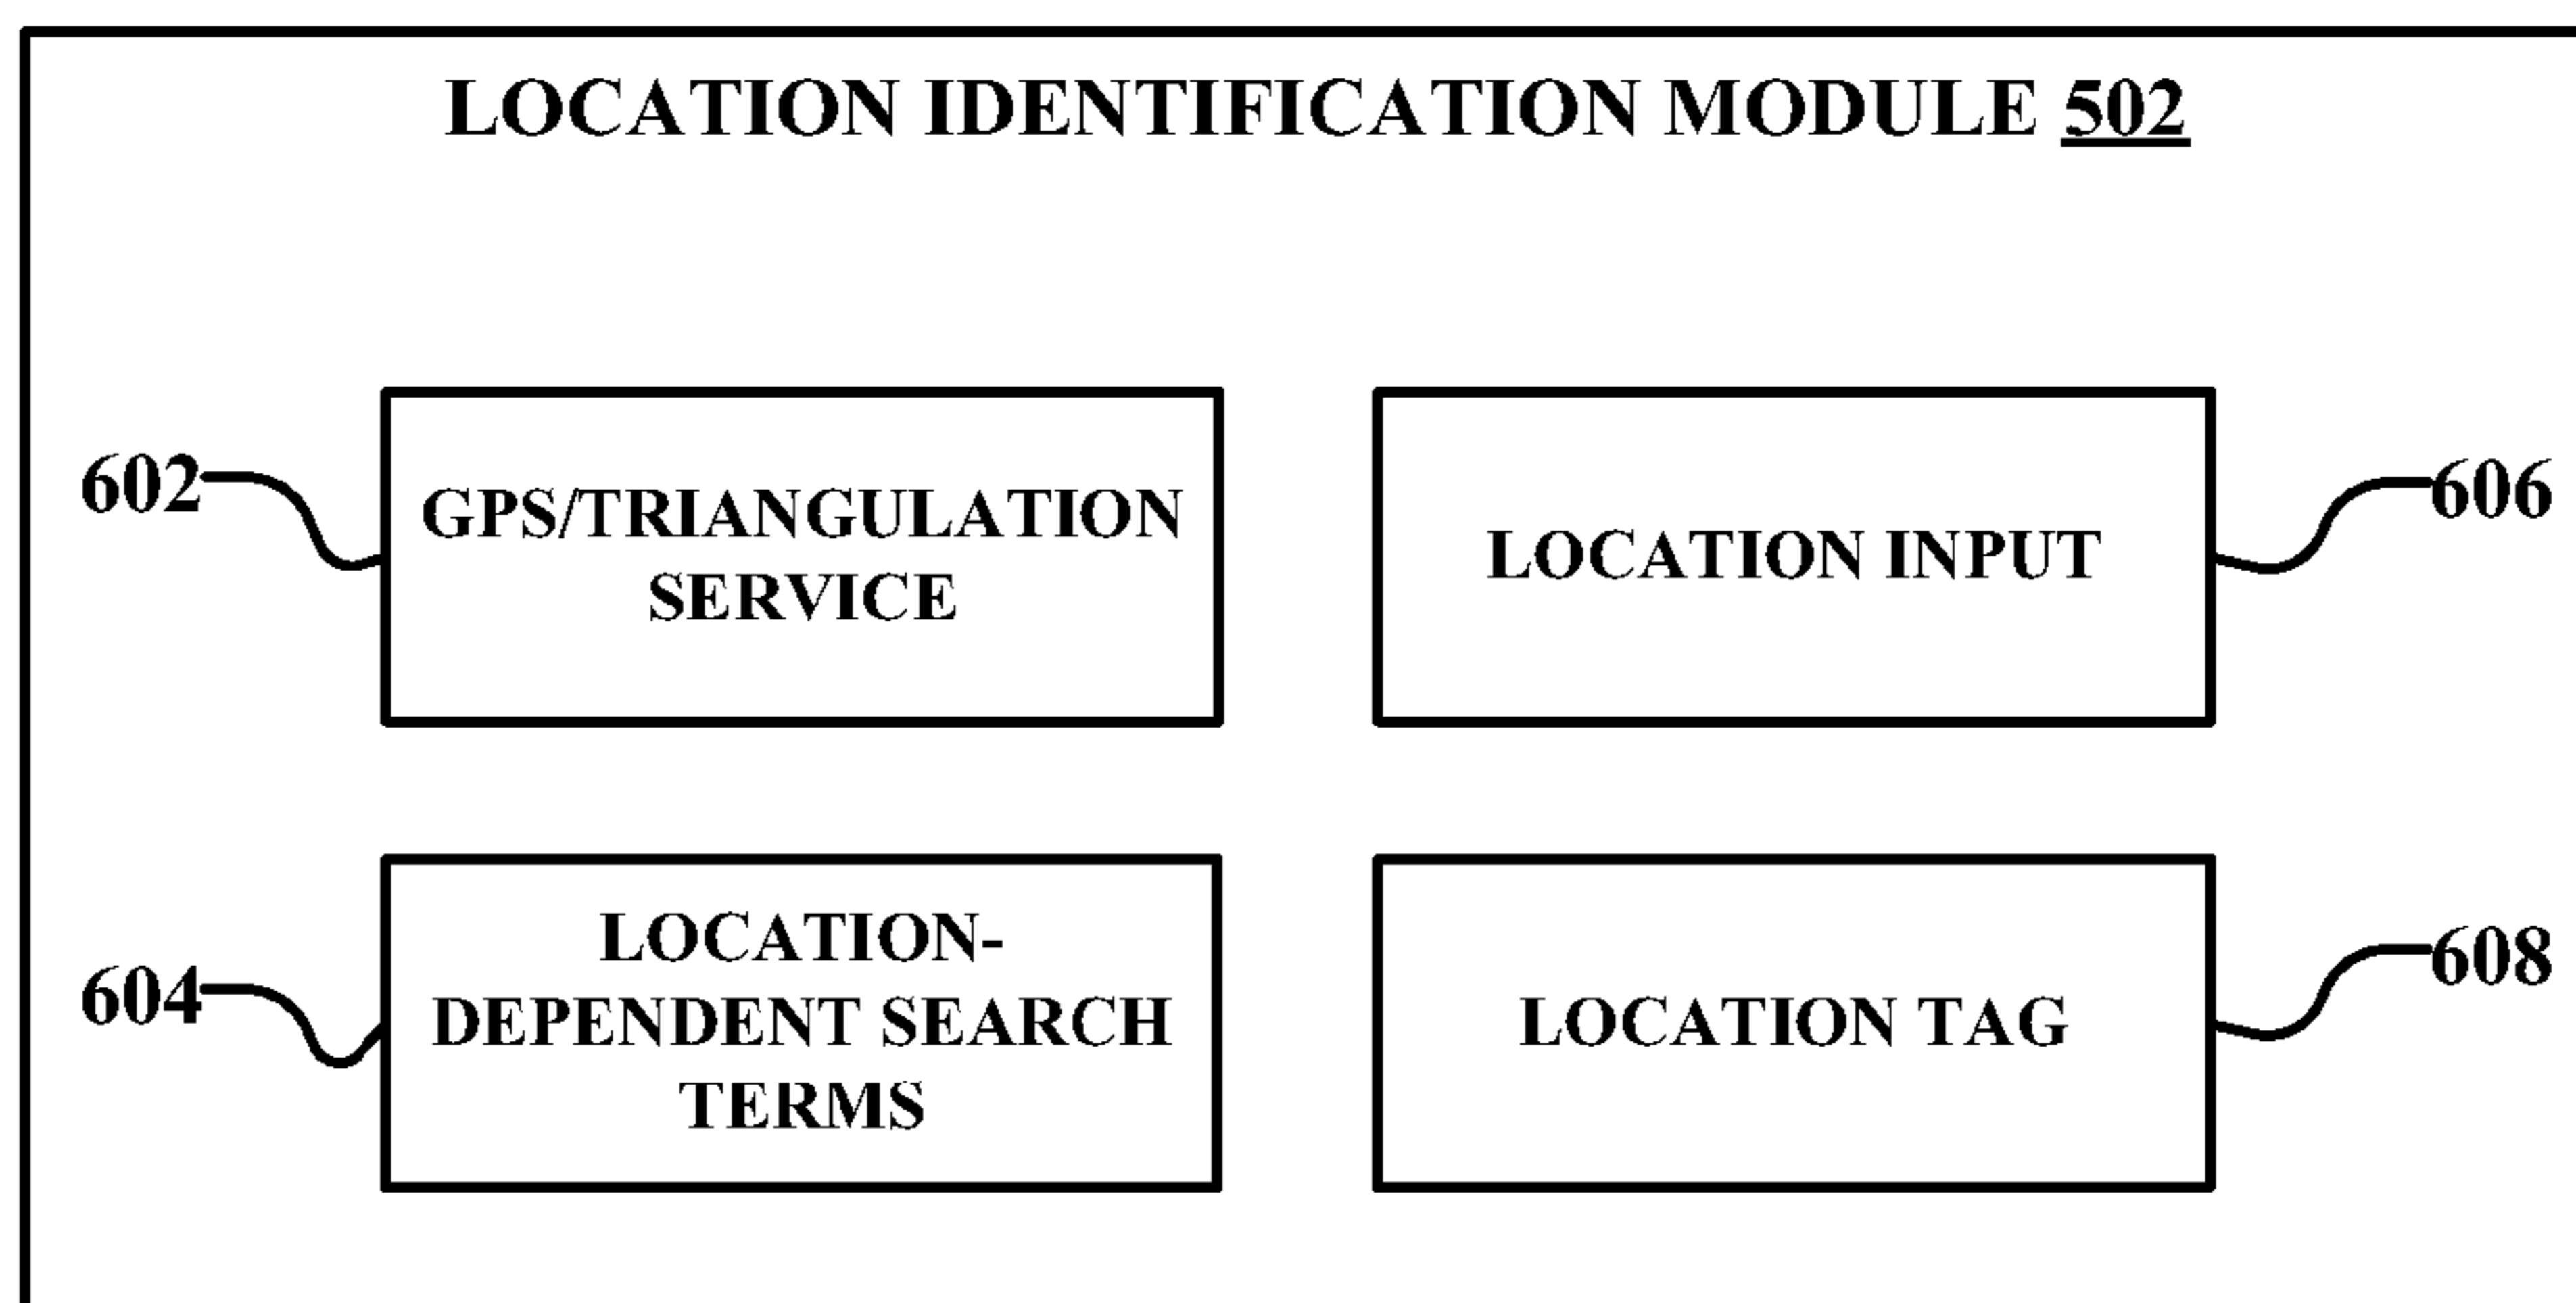 LOCATION IDENTIFICATION MODULE 502
602
GPS/TRIANGULATION
SERVICE
LOCATION INPUT
606
604
LOCATION-
DEPENDENT SEARCH
TERMS
LOCATION TAG
608